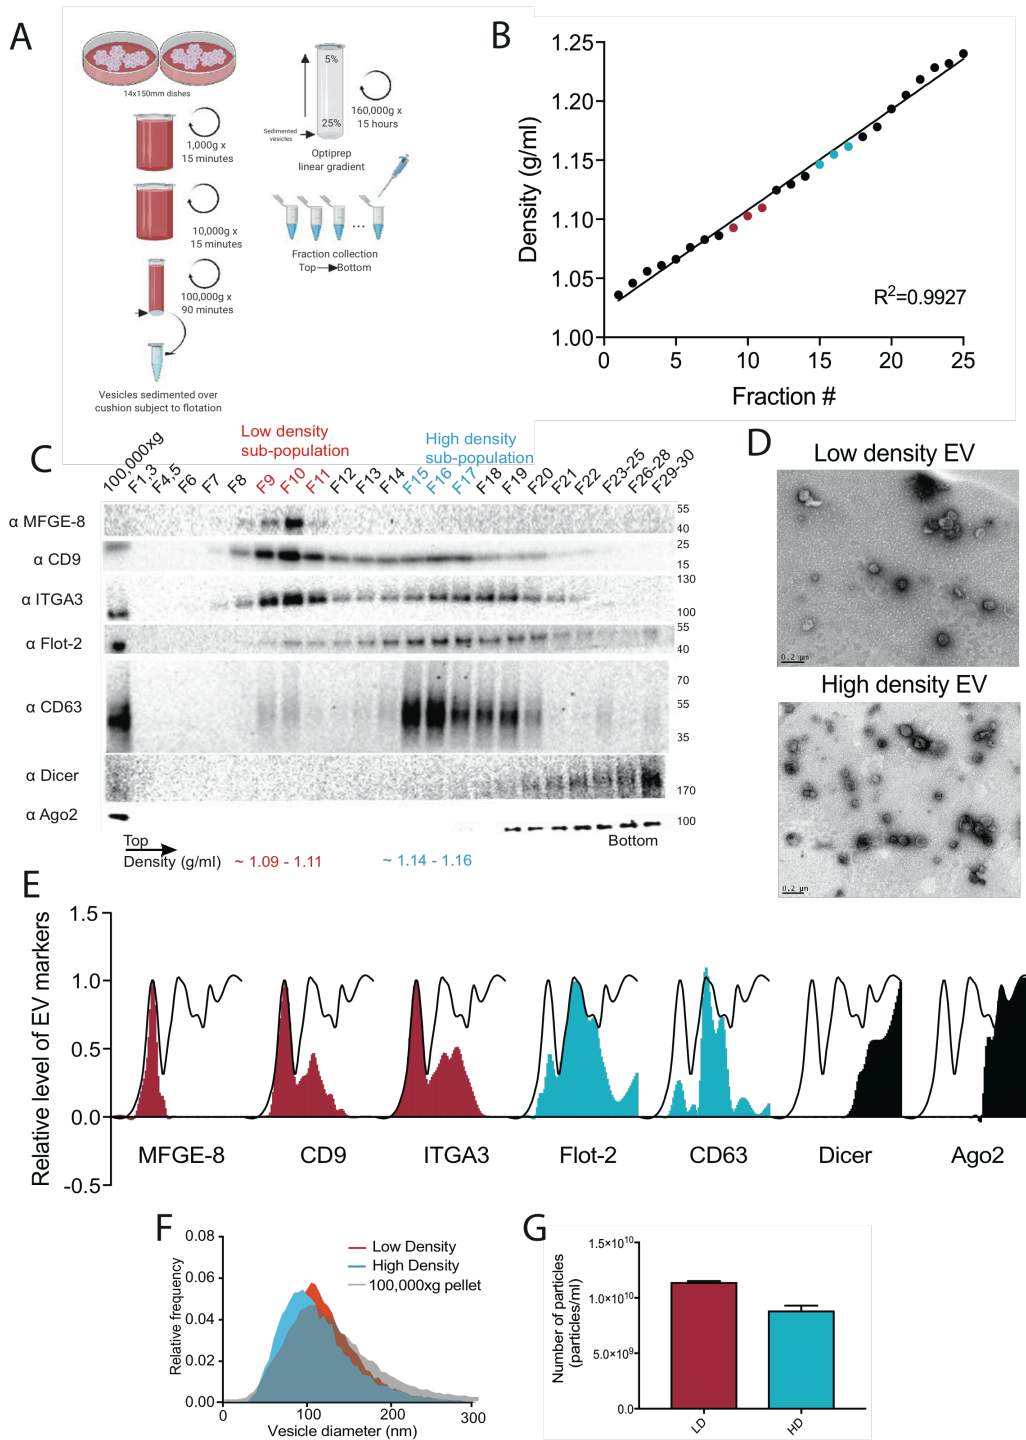 A
14x150mm dishes
1,000g x
15 minutes
10,000g x
15 minutes
100,000g x
90 minutes
Vesicles sedimented over
cushion subject to flotation
5%
25%
Sedimented
vesicles
160,000g x
15 hours
Optiprep
linear gradient
...
Fraction collection
Top Bottom
B
Density (g/ml)
1.25
1.20
1.15
1.10
1.05
1.00
0 5 10 15 20 25
R²=0.9927
Fraction #
C
Low density
sub-population
High density
sub-population
100,000xg F1,3 F4,5 F6 F7 F8 F9 F10 F11 F12 F13 F14 F15 F16 F17 F18 F19 F20 F21 F22 F23-25 F26-28 F29-30
α MFGE-8
55
40
α CD9
25
15
α ITGA3
130
100
α Flot-2
55
40
α CD63
70
55
35
α Dicer
170
α Ago2
100
Top
Bottom
Density (g/ml)
~ 1.09 - 1.11
~ 1.14 - 1.16
D
Low density EV
0.2 µm
High density EV
0.2 µm
E
Relative level of EV markers
1.5
1.0
0.5
0.0
-0.5
MFGE-8 CD9 ITGA3 Flot-2 CD63 Dicer Ago2
F
Relative frequency
0.08
0.06
0.04
0.02
0.00
0 100 200 300
Vesicle diameter (nm)
Low Density
High Density
100,000xg pellet
G
Number of particles
(particles/ml)
1.5×10¹⁰
1.0×10¹⁰
5.0×10⁹
0.0
LD
HD